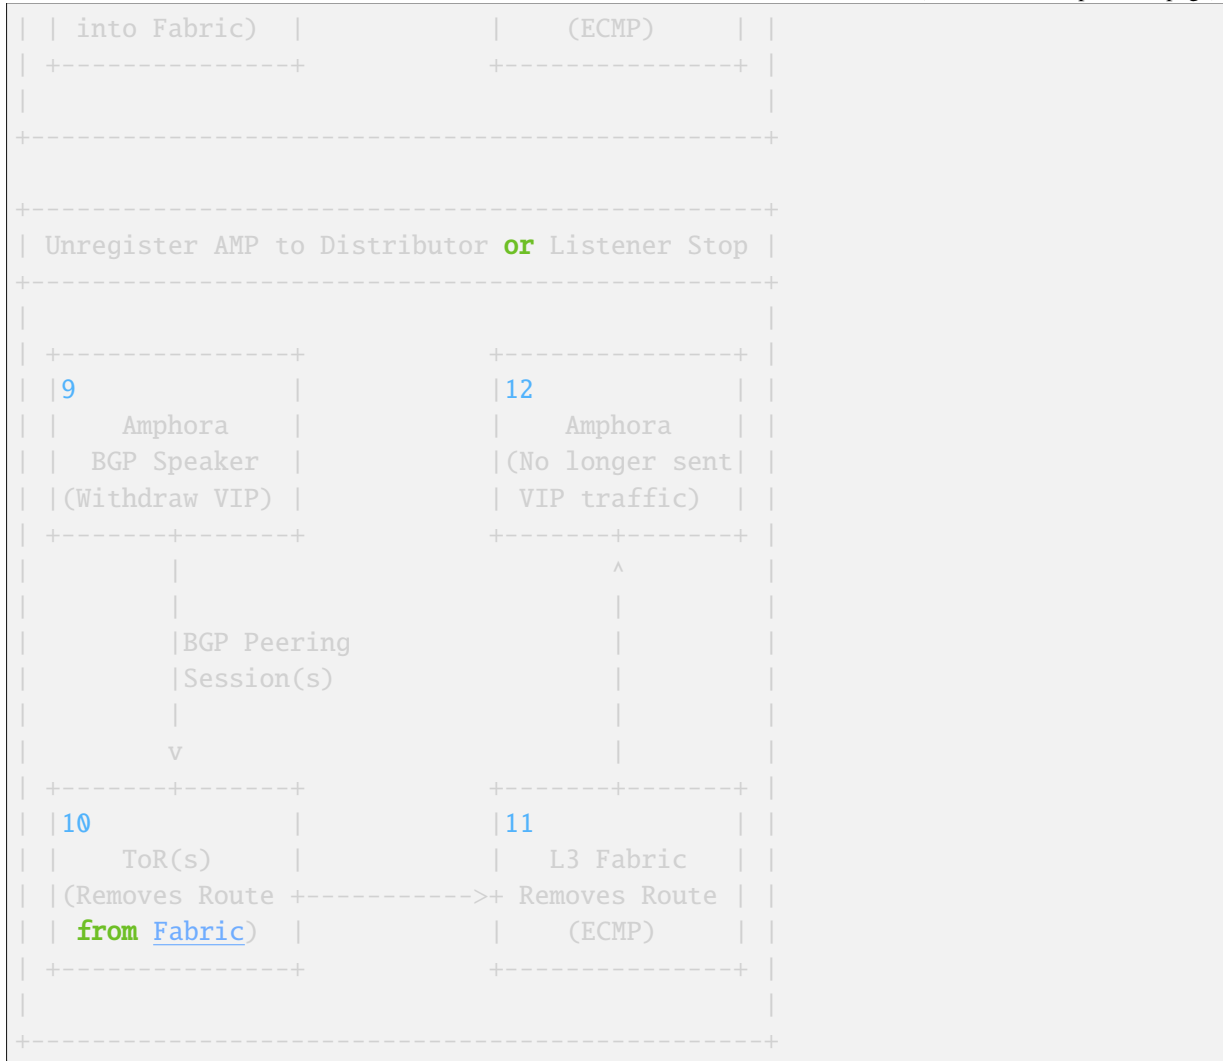 | | into Fabric)  |            |    (ECMP)     | |
| +---------------+            +---------------+ |
|                                                |
+------------------------------------------------+
+------------------------------------------------+
| Unregister AMP to Distributor or Listener Stop |
+------------------------------------------------+
|                                                |
| +---------------+            +---------------+ |
| |9              |            |12             | |
| |    Amphora    |            |    Amphora    | |
| |  BGP Speaker  |            |(No longer sent| |
| |(Withdraw VIP) |            | VIP traffic)  | |
| +-------+-------+            +-------+-------+ |
|         |                            ^         |
|         |                            |         |
|         |BGP Peering                 |         |
|         |Session(s)                  |         |
|         |                            |         |
|         v                            |         |
| +-------+-------+            +-------+-------+ |
| |10             |            |11             | |
| |    ToR(s)     |            |   L3 Fabric   | |
| |(Removes Route +----------->+ Removes Route | |
| | from Fabric)  |            |    (ECMP)     | |
| +---------------+            +---------------+ |
|                                                |
+------------------------------------------------+